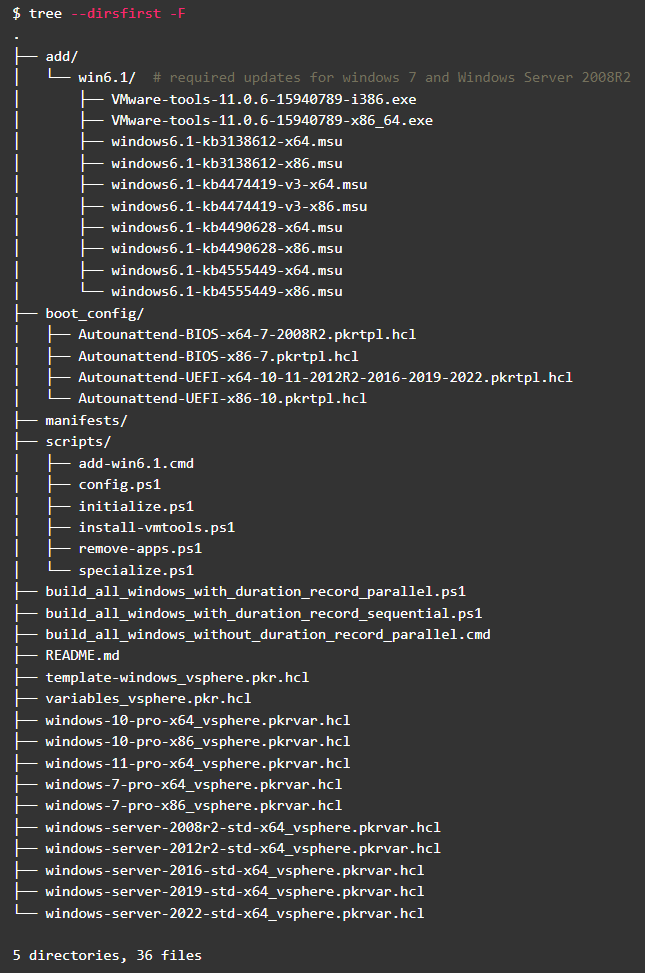 $ tree --dirsfirst -F
.
├── add/
│   └── win6.1/  # required updates for windows 7 and Windows Server 2008R2
│       ├── VMware-tools-11.0.6-15940789-i386.exe
│       ├── VMware-tools-11.0.6-15940789-x86_64.exe
│       ├── windows6.1-kb3138612-x64.msu
│       ├── windows6.1-kb3138612-x86.msu
│       ├── windows6.1-kb4474419-v3-x64.msu
│       ├── windows6.1-kb4474419-v3-x86.msu
│       ├── windows6.1-kb4490628-x64.msu
│       ├── windows6.1-kb4490628-x86.msu
│       ├── windows6.1-kb4555449-x64.msu
│       └── windows6.1-kb4555449-x86.msu
├── boot_config/
│   ├── Autounattend-BIOS-x64-7-2008R2.pkrtpl.hcl
│   ├── Autounattend-BIOS-x86-7.pkrtpl.hcl
│   ├── Autounattend-UEFI-x64-10-11-2012R2-2016-2019-2022.pkrtpl.hcl
│   └── Autounattend-UEFI-x86-10.pkrtpl.hcl
├── manifests/
├── scripts/
│   ├── add-win6.1.cmd
│   ├── config.ps1
│   ├── initialize.ps1
│   ├── install-vmtools.ps1
│   ├── remove-apps.ps1
│   └── specialize.ps1
├── build_all_windows_with_duration_record_parallel.ps1
├── build_all_windows_with_duration_record_sequential.ps1
├── build_all_windows_without_duration_record_parallel.cmd
├── README.md
├── template-windows_vsphere.pkr.hcl
├── variables_vsphere.pkr.hcl
├── windows-10-pro-x64_vsphere.pkrvar.hcl
├── windows-10-pro-x86_vsphere.pkrvar.hcl
├── windows-11-pro-x64_vsphere.pkrvar.hcl
├── windows-7-pro-x64_vsphere.pkrvar.hcl
├── windows-7-pro-x86_vsphere.pkrvar.hcl
├── windows-server-2008r2-std-x64_vsphere.pkrvar.hcl
├── windows-server-2012r2-std-x64_vsphere.pkrvar.hcl
├── windows-server-2016-std-x64_vsphere.pkrvar.hcl
├── windows-server-2019-std-x64_vsphere.pkrvar.hcl
└── windows-server-2022-std-x64_vsphere.pkrvar.hcl

5 directories, 36 files